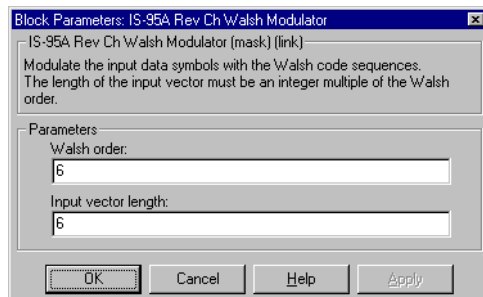 Block Parameters: IS-95A Rev Ch Walsh Modulator
IS-95A Rev Ch Walsh Modulator (mask) (link)
Modulate the input data symbols with the Walsh code sequences.
The length of the input vector must be an integer multiple of the Walsh
order.
Parameters
Walsh order:
6
Input vector length:
6
OK Cancel Help Apply